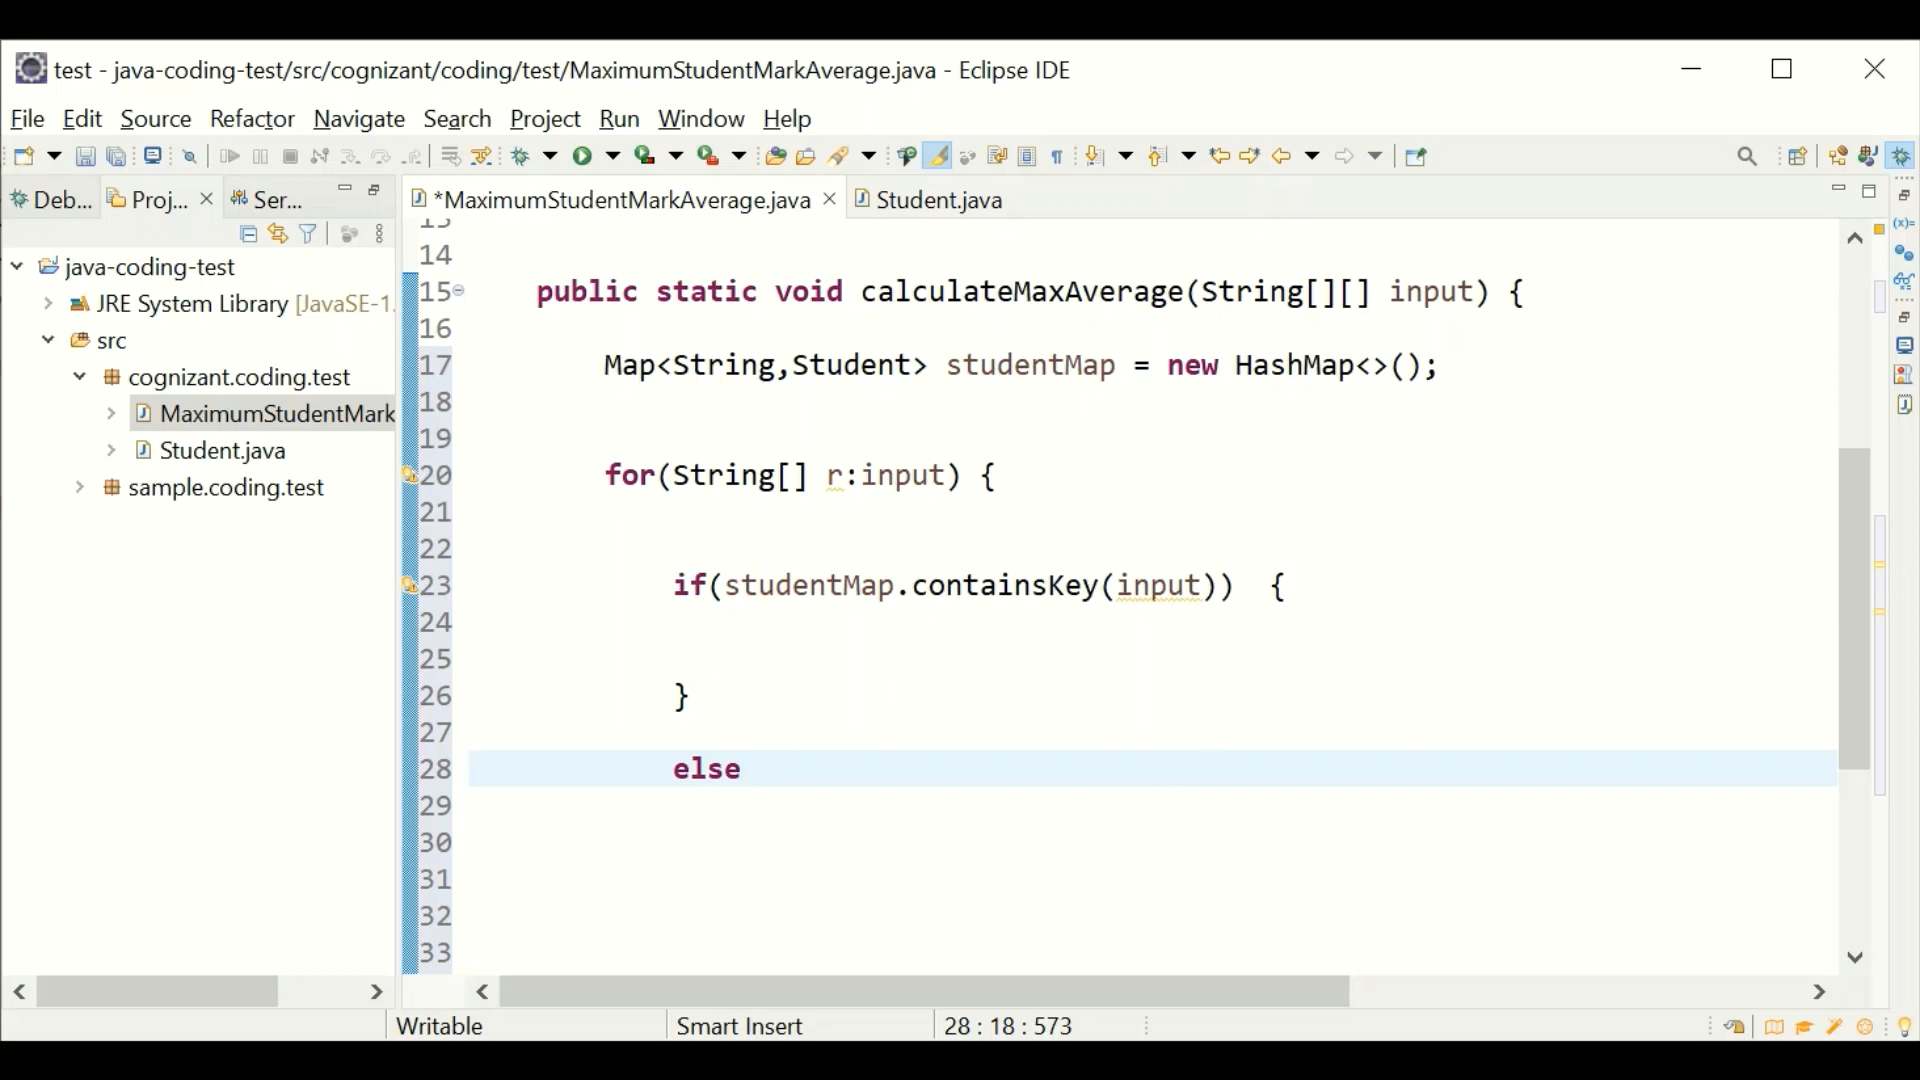 test - java-coding-test/src/cognizant/coding/test/MaximumStudentMarkAverage.java - Eclipse IDE
File Edit Source Refactor Navigate Search Project Run Window Help
Deb... Proj... Ser...
*MaximumStudentMarkAverage.java Student.java
java-coding-test
JRE System Library [JavaSE-1.
src
cognizant.coding.test
MaximumStudentMark
Student.java
sample.coding.test
13
14
15 public static void calculateMaxAverage(String[][] input) {
16
17 Map<String,Student> studentMap = new HashMap<>();
18
19
20 for(String[] r:input) {
21
22
23 if(studentMap.containsKey(input)) {
24
25
26 }
27
28 else
29
30
31
32
33
Writable Smart Insert 28 : 18 : 573